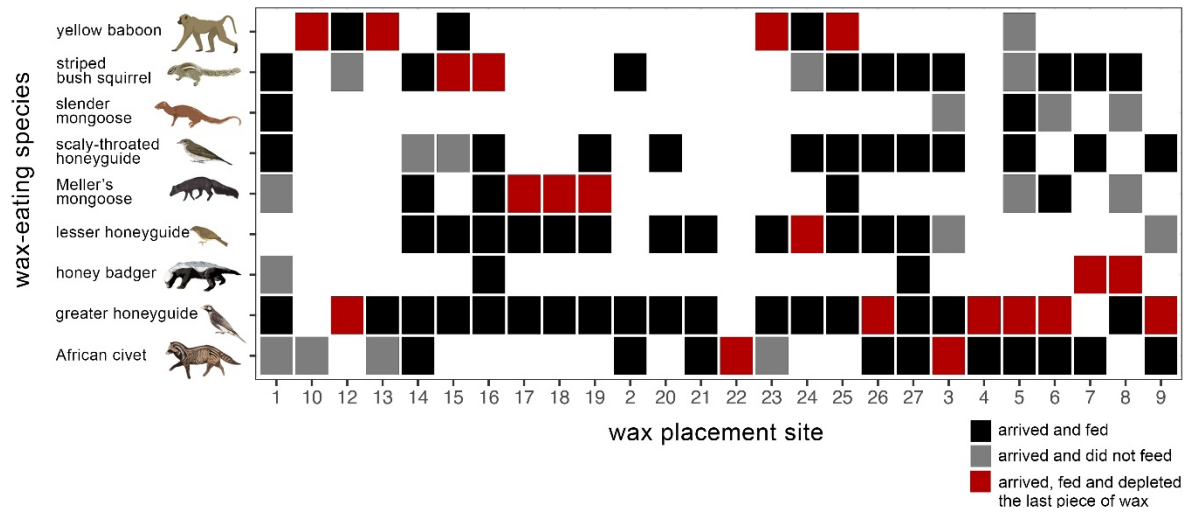 wax-eating species
yellow baboon
striped
bush squirrel
slender
mongoose
scaly-throated
honeyguide
Meller's
mongoose
lesser honeyguide
honey badger
greater honeyguide
African civet
1 10 12 13 14 15 16 17 18 19 2 20 21 22 23 24 25 26 27 3 4 5 6 7 8 9
wax placement site
arrived and fed
arrived and did not feed
arrived, fed and depleted
the last piece of wax